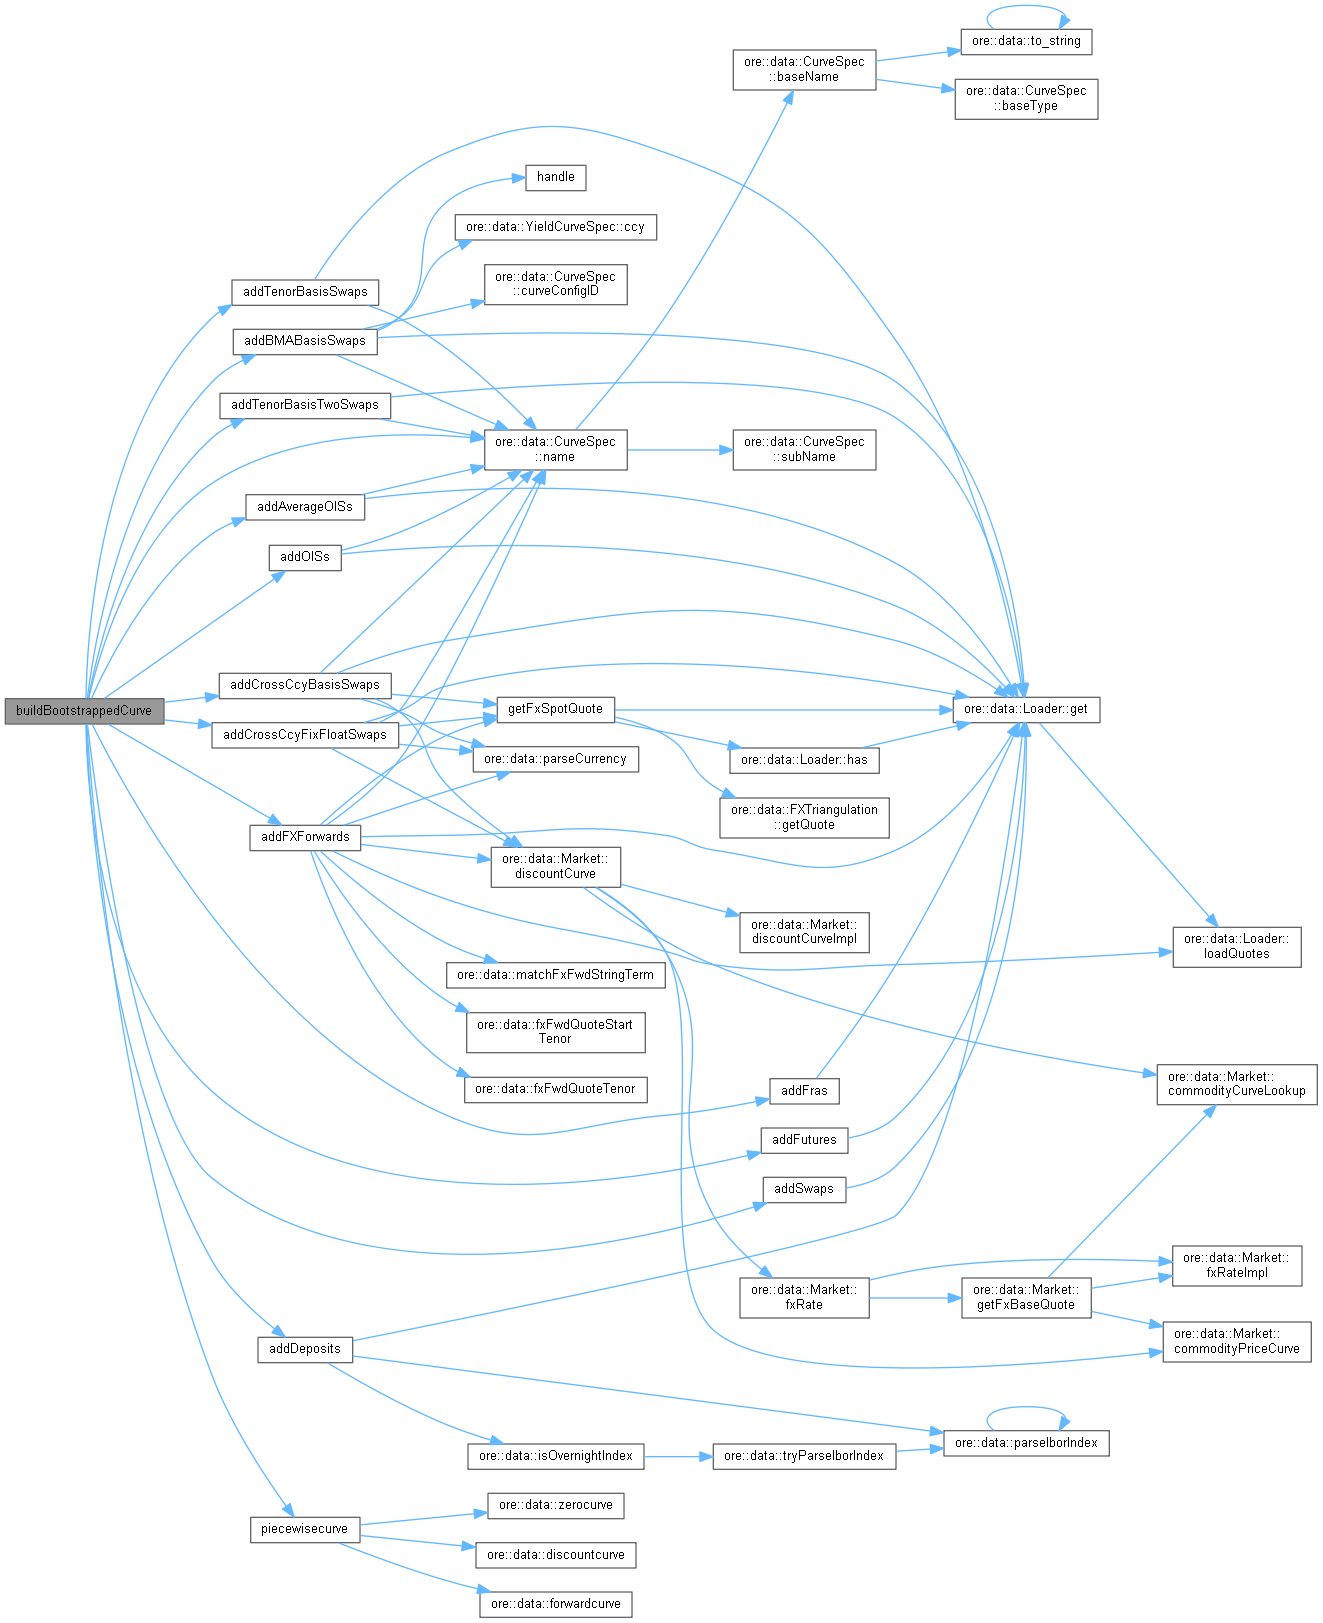 ore::data::to_string
ore::data::CurveSpec
::baseName
ore::data::CurveSpec
::baseType
handle
ore::data::YieldCurveSpec::ccy
ore::data::CurveSpec
::curveConfigID
addTenorBasisSwaps
addBMABasisSwaps
addTenorBasisTwoSwaps
ore::data::CurveSpec
::name
ore::data::CurveSpec
::subName
addAverageOISs
addOISs
addCrossCcyBasisSwaps
buildBootstrappedCurve
getFxSpotQuote
ore::data::Loader::get
addCrossCcyFixFloatSwaps
ore::data::parseCurrency
ore::data::Loader::has
ore::data::FXTriangulation
::getQuote
addFXForwards
ore::data::Market::
discountCurve
ore::data::Market::
discountCurveImpl
ore::data::Loader::
loadQuotes
ore::data::matchFxFwdStringTerm
ore::data::fxFwdQuoteStart
Tenor
ore::data::fxFwdQuoteTenor
addFras
ore::data::Market::
commodityCurveLookup
addFutures
addSwaps
ore::data::Market::
fxRateImpl
ore::data::Market::
fxRate
ore::data::Market::
getFxBaseQuote
ore::data::Market::
commodityPriceCurve
addDeposits
ore::data::parseIborIndex
ore::data::isOvernightIndex
ore::data::tryParseIborIndex
ore::data::zerocurve
piecewisecurve
ore::data::discountcurve
ore::data::forwardcurve